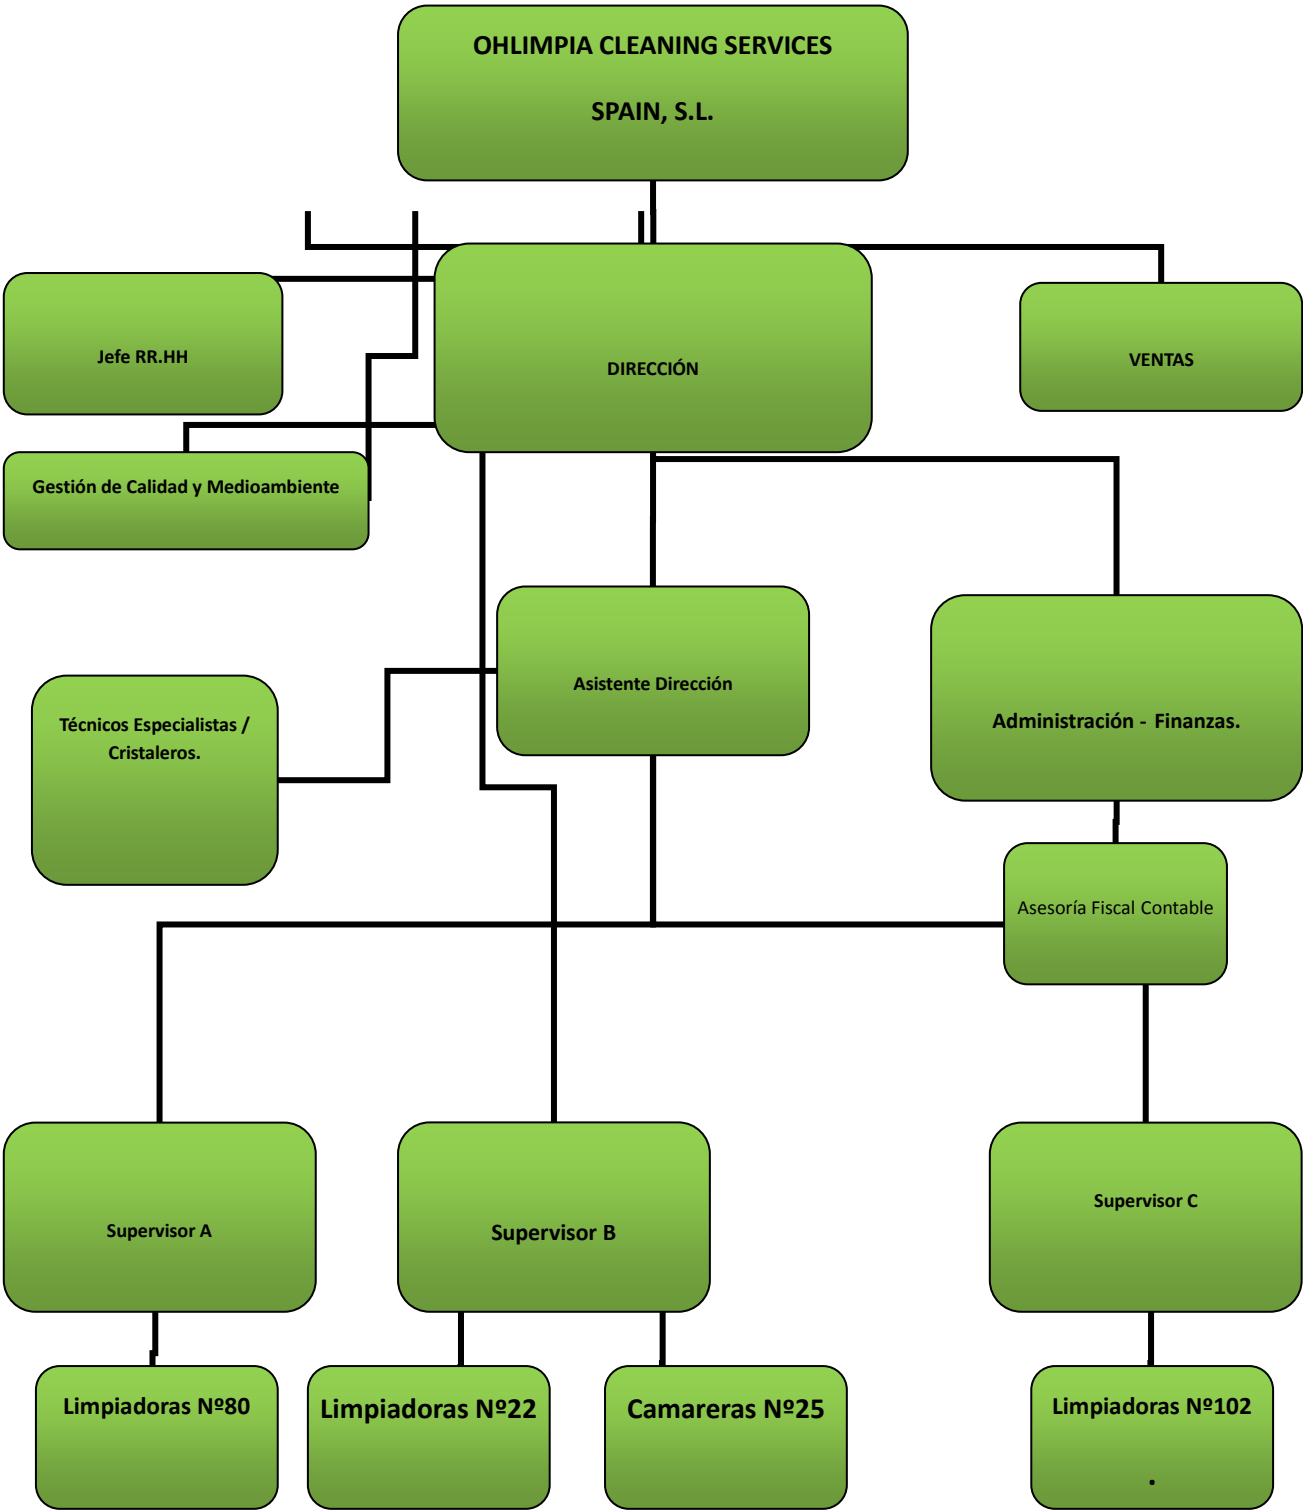 OHLIMPIA CLEANING SERVICES
SPAIN, S.L.
Jefe RR.HH
DIRECCIÓN
VENTAS
Gestión de Calidad y Medioambiente
Asistente Dirección
Técnicos Especialistas /
Cristaleros.
Administración - Finanzas.
Asesoría Fiscal Contable
Supervisor A
Supervisor B
Supervisor C
Limpiadoras Nº80
Limpiadoras Nº22
Camareras Nº25
Limpiadoras Nº102
.